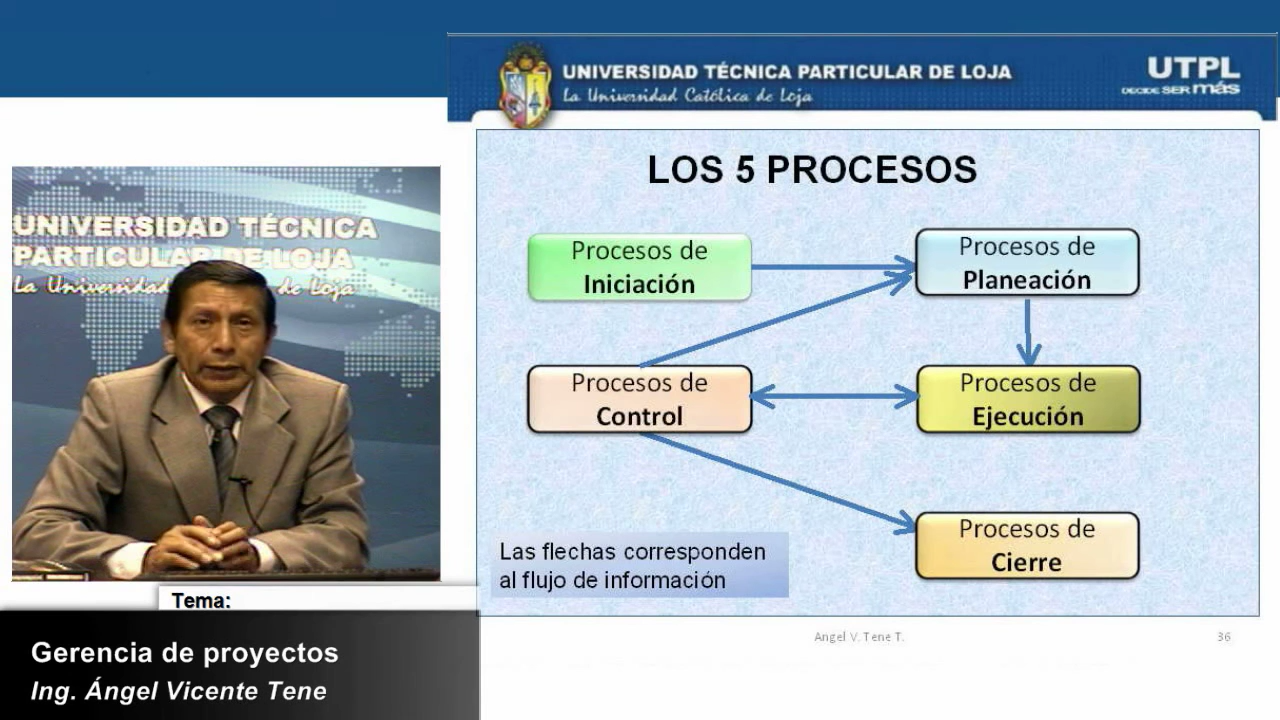 UNIVERSIDAD TÉCNICA PARTICULAR DE LOJA
La Universidad Católica de Loja
UTPL
DECIDE SER más
UNIVERSIDAD TÉCNICA
PARTICULAR DE LOJA
La Universidad de Loja
LOS 5 PROCESOS
Procesos de
Iniciación
Procesos de
Planeación
Procesos de
Control
Procesos de
Ejecución
Procesos de
Cierre
Las flechas corresponden
al flujo de información
Angel V. Tene T.
36
Tema:
Gerencia de proyectos
Ing. Ángel Vicente Tene